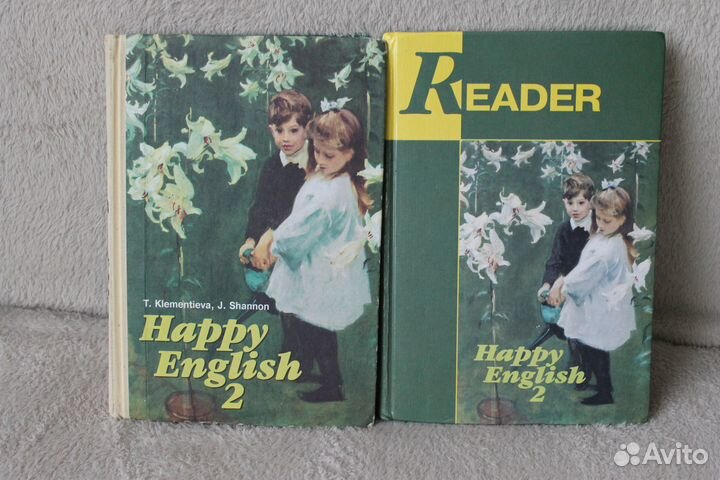 T. Klementieva, J. Shannon
Happy
English
2
READER
Happy
English
2
Avito